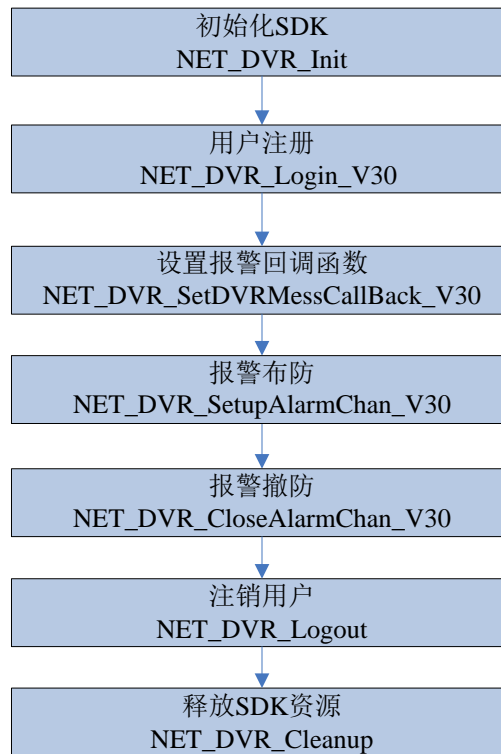 初始化SDK
NET_DVR_Init
用户注册
NET_DVR_Login_V30
设置报警回调函数
NET_DVR_SetDVRMessCallBack_V30
报警布防
NET_DVR_SetupAlarmChan_V30
报警撤防
NET_DVR_CloseAlarmChan_V30
注销用户
NET_DVR_Logout
释放SDK资源
NET_DVR_Cleanup